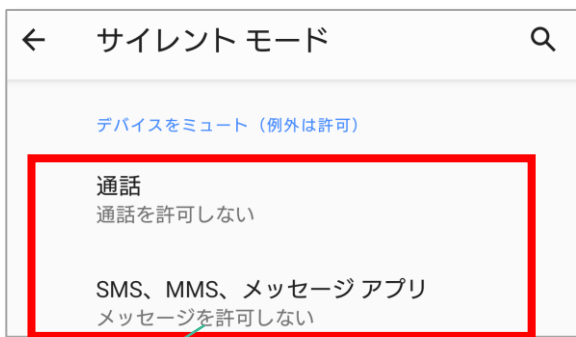 サイレント モード
デバイスをミュート（例外は許可）
通話
通話を許可しない
SMS、MMS、メッセージ アプリ
メッセージを許可しない